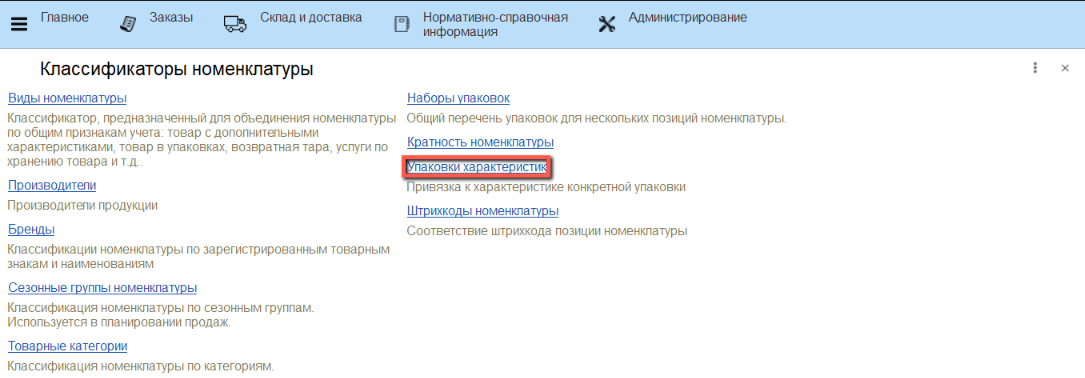 Главное
Заказы
Склад и доставка
Нормативно-справочная
информация
Администрирование
Классификаторы номенклатуры
Виды номенклатуры
Классификатор, предназначенный для объединения номенклатуры
по общим признакам учета: товар с дополнительными
характеристиками, товар в упаковках, возвратная тара, услуги по
хранению товара и т.д..
Производители
Производители продукции
Бренды
Классификации номенклатуры по зарегистрированным товарным
знакам и наименованиям
Сезонные группы номенклатуры
Классификация номенклатуры по сезонным группам.
Используется в планировании продаж.
Товарные категории
Классификация номенклатуры по категориям.
Наборы упаковок
Общий перечень упаковок для нескольких позиций номенклатуры.
Кратность номенклатуры
Упаковки характеристик
Привязка к характеристике конкретной упаковки
Штрихкоды номенклатуры
Соответствие штрихкода позиции номенклатуры